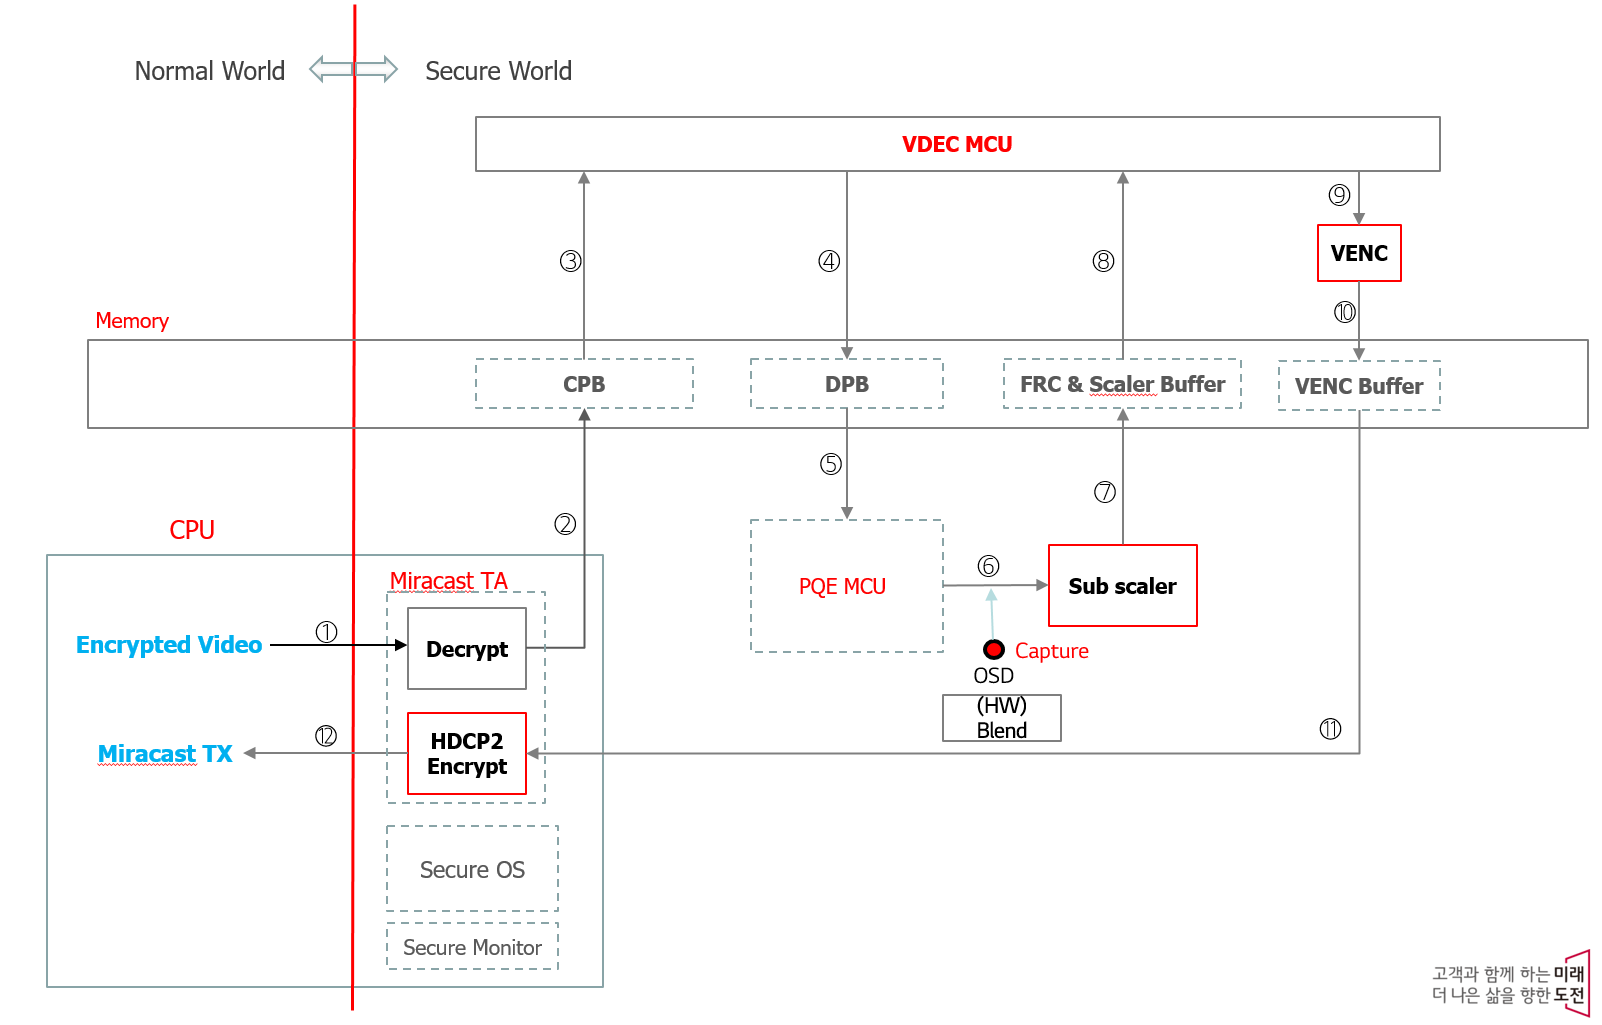 Normal World
Secure World
VDEC MCU
⑨
VENC
③
④
⑧
⑩
Memory
CPB
DPB
FRC & Scaler Buffer
VENC Buffer
⑤
⑦
②
CPU
Miracast TA
⑥
PQE MCU
Sub scaler
Encrypted Video
①
Decrypt
Capture
OSD
(HW)
Blend
⑪
⑫
Miracast TX
HDCP2
Encrypt
Secure OS
Secure Monitor
고객과 함께 하는 미래
더 나은 삶을 향한 도전